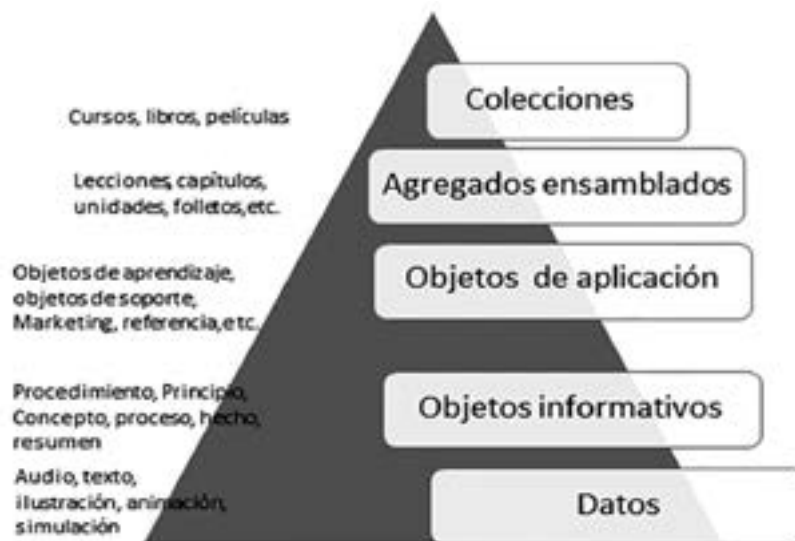 Cursos, libros, películas
Colecciones
Lecciones, capítulos,
unidades, folletos,etc.
Agregados ensamblados
Objetos de aprendizaje,
objetos de soporte,
Marketing, referencia,etc.
Objetos de aplicación
Procedimiento, Principio,
Concepto, proceso, hecho,
resumen
Objetos informativos
Audio, texto,
ilustración, animación,
simulación
Datos